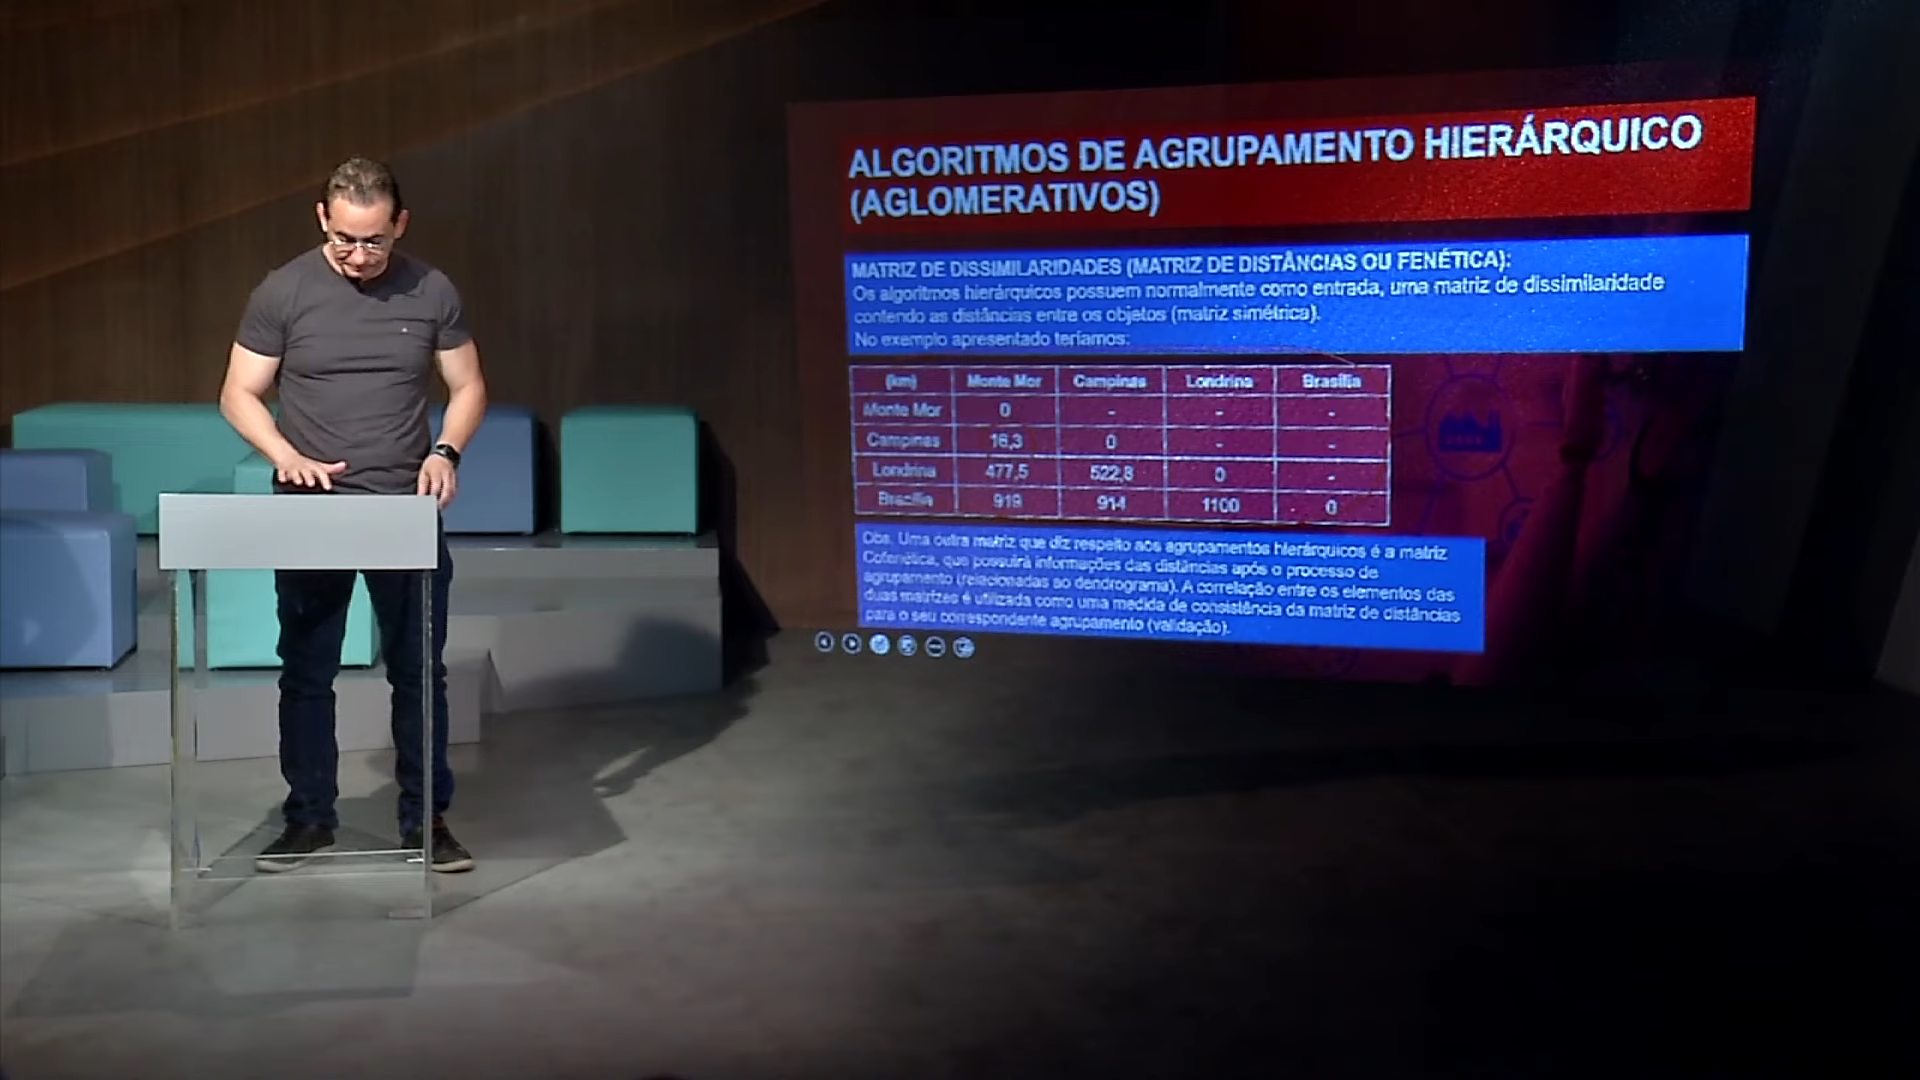 ALGORITMOS DE AGRUPAMENTO HIERÁRQUICO
(AGLOMERATIVOS)
MATRIZ DE DISSIMILARIDADES (MATRIZ DE DISTÂNCIAS OU FENÉTICA):
Os algoritmos hierárquicos possuem normalmente como entrada, uma matriz de dissimilaridade
contendo as distâncias entre os objetos (matriz simétrica).
No exemplo apresentado teríamos:
(km) Monte Mor Campinas Londrina Brasília
Monte Mor 0 - - -
Campinas 16,3 0 - -
Londrina 477,5 522,8 0 -
Brasília 919 914 1100 0
Obs. Uma outra matriz que diz respeito aos agrupamentos hierárquicos é a matriz
Cofenética, que possuirá informações das distâncias após o processo de
agrupamento (relacionadas ao dendrograma). A correlação entre os elementos das
duas matrizes é utilizada como uma medida de consistência da matriz de distâncias
para o seu correspondente agrupamento (validação).